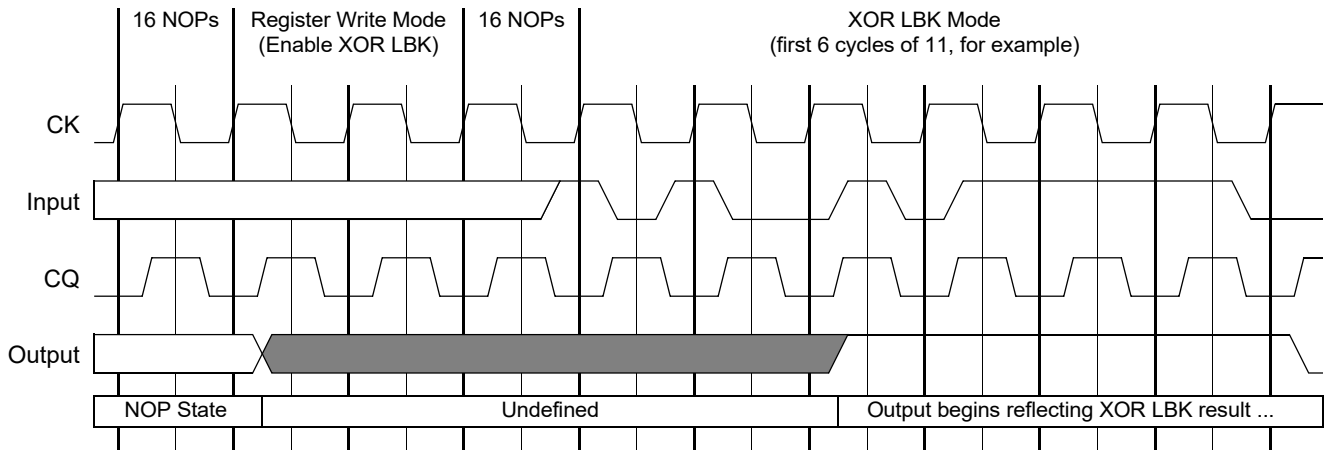 16 NOPs
Register Write Mode
(Enable XOR LBK)
16 NOPs
XOR LBK Mode
(first 6 cycles of 11, for example)
CK
Input
CQ
Output
NOP State
Undefined
Output begins reflecting XOR LBK result ...